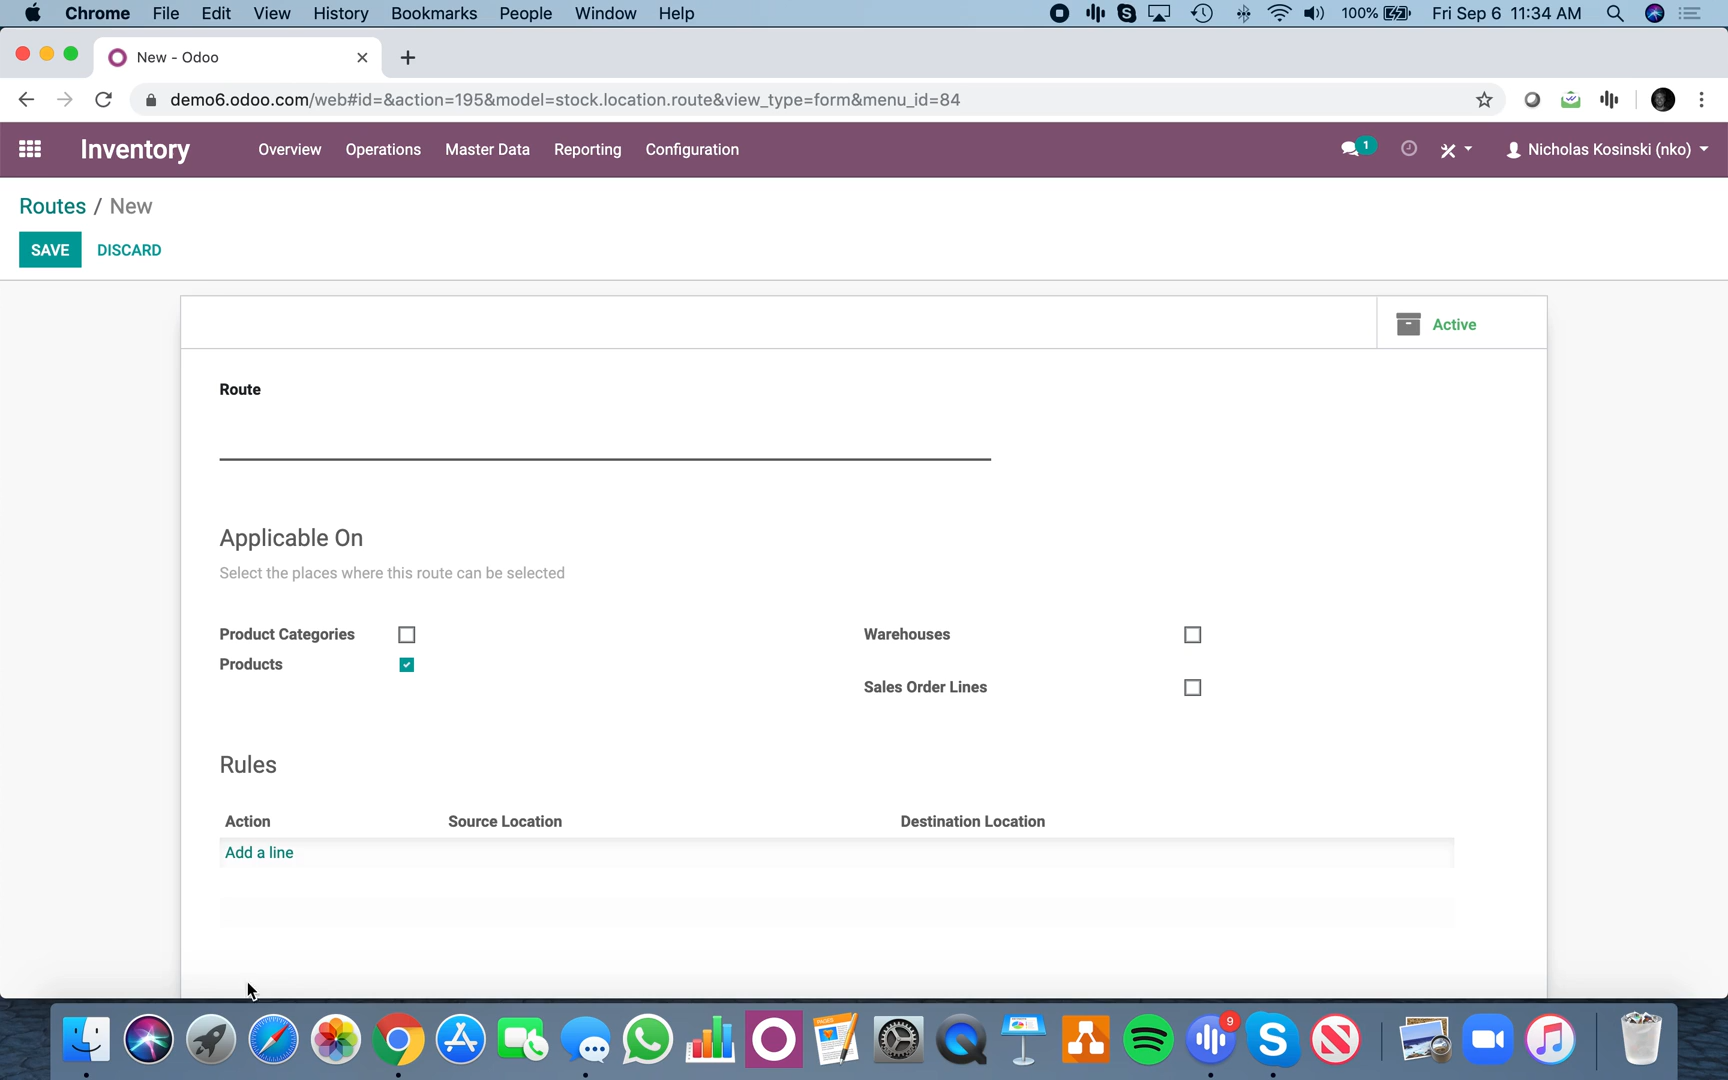 Chrome File Edit View History Bookmarks People Window Help 100% Fri Sep 6 11:34 AM
New - Odoo
demo6.odoo.com/web#id=&action=195&model=stock.location.route&view_type=form&menu_id=84
Inventory Overview Operations Master Data Reporting Configuration 1 Nicholas Kosinski (nko)
Routes / New
SAVE DISCARD
Active
Route
Applicable On
Select the places where this route can be selected
Product Categories Warehouses
Products
Sales Order Lines
Rules
Action Source Location Destination Location
Add a line
PAGES
9